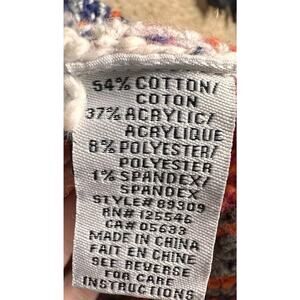 54% COTTON/
COTON
37% ACRYLIC/
ACRYLIQUE
8% POLYESTER/
POLYESTER
1% SPANDEX/
SPANDEX
STYLE# 89309
RN# 125546
CA# 05633
MADE IN CHINA
FAIT EN CHINE
SEE REVERSE
FOR CARE
INSTRUCTIONS